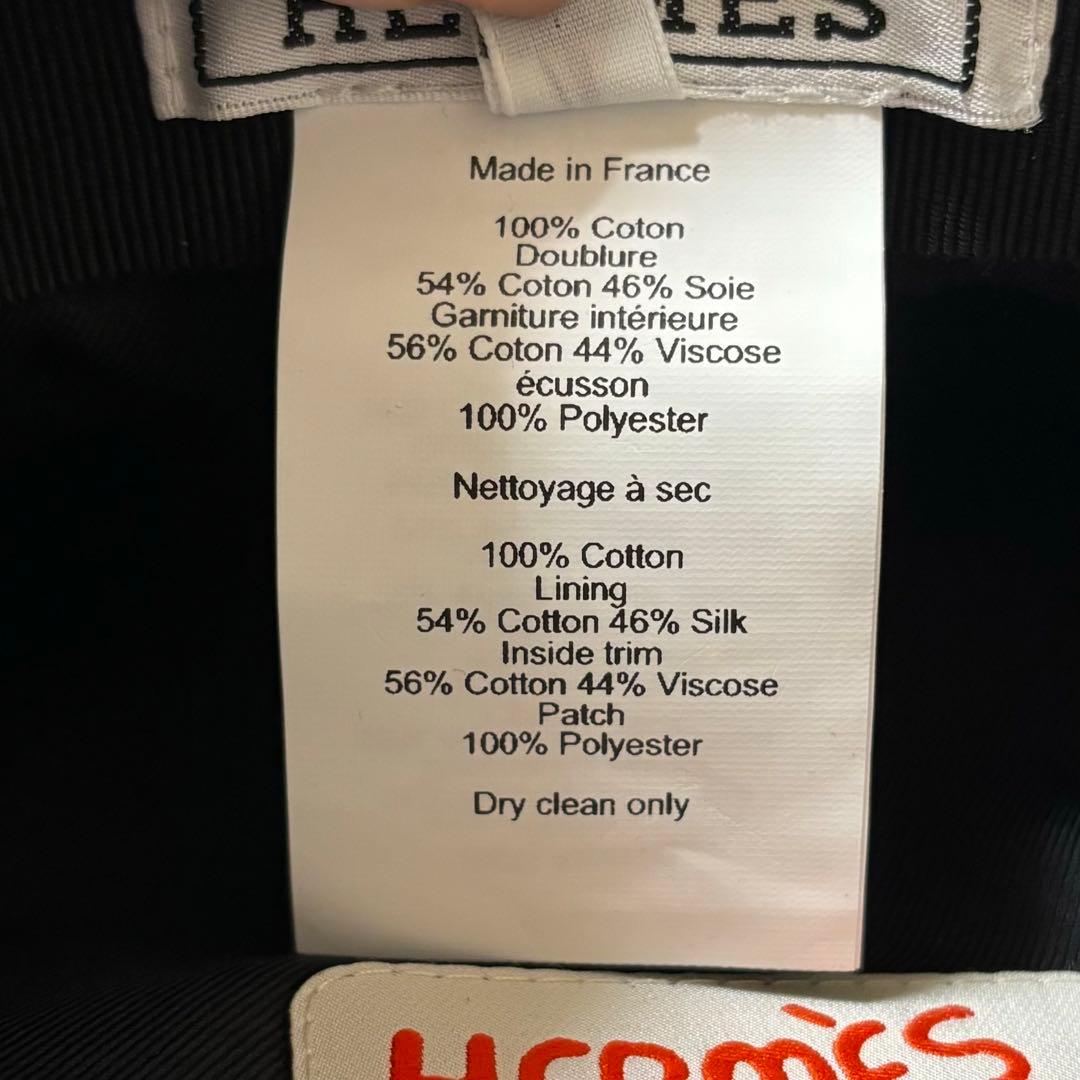 Made in France
100% Coton
Doublure
54% Coton 46% Soie
Garniture intérieure
56% Coton 44% Viscose
écusson
100% Polyester
Nettoyage à sec
100% Cotton
Lining
54% Cotton 46% Silk
Inside trim
56% Cotton 44% Viscose
Patch
100% Polyester
Dry clean only
HERMÈS